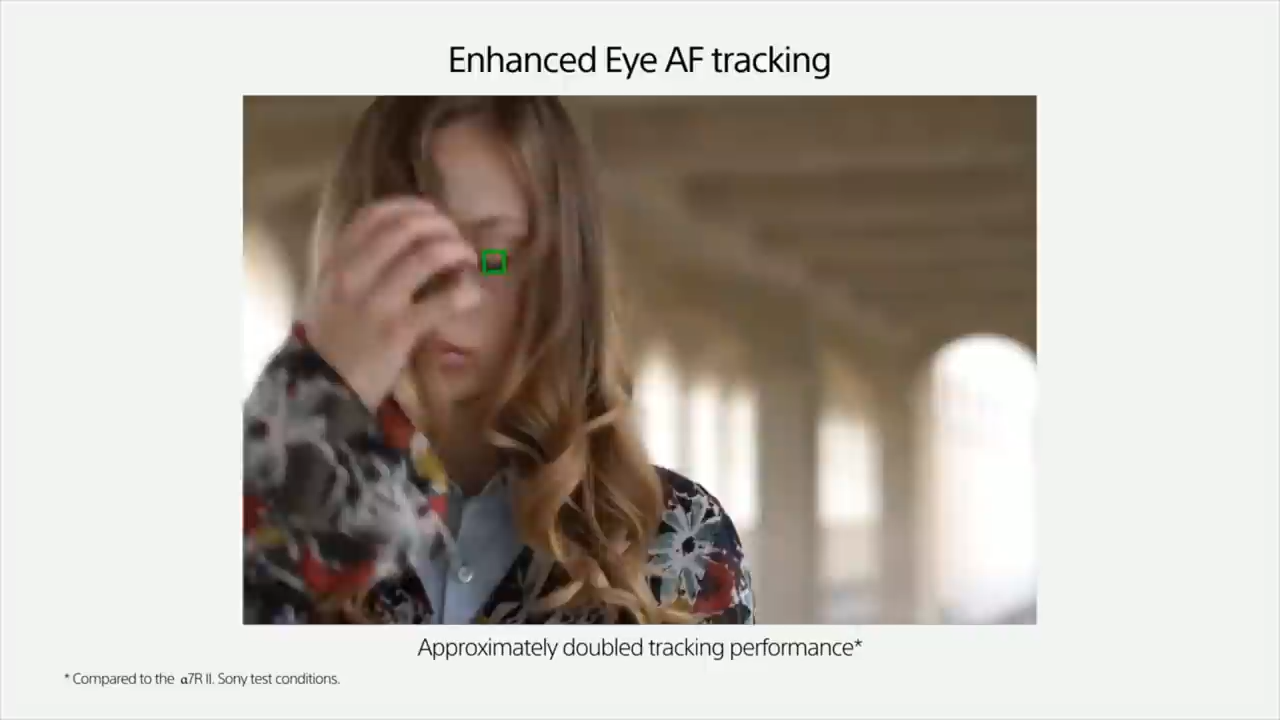 Enhanced Eye AF tracking
Approximately doubled tracking performance*
* Compared to the α7R II. Sony test conditions.